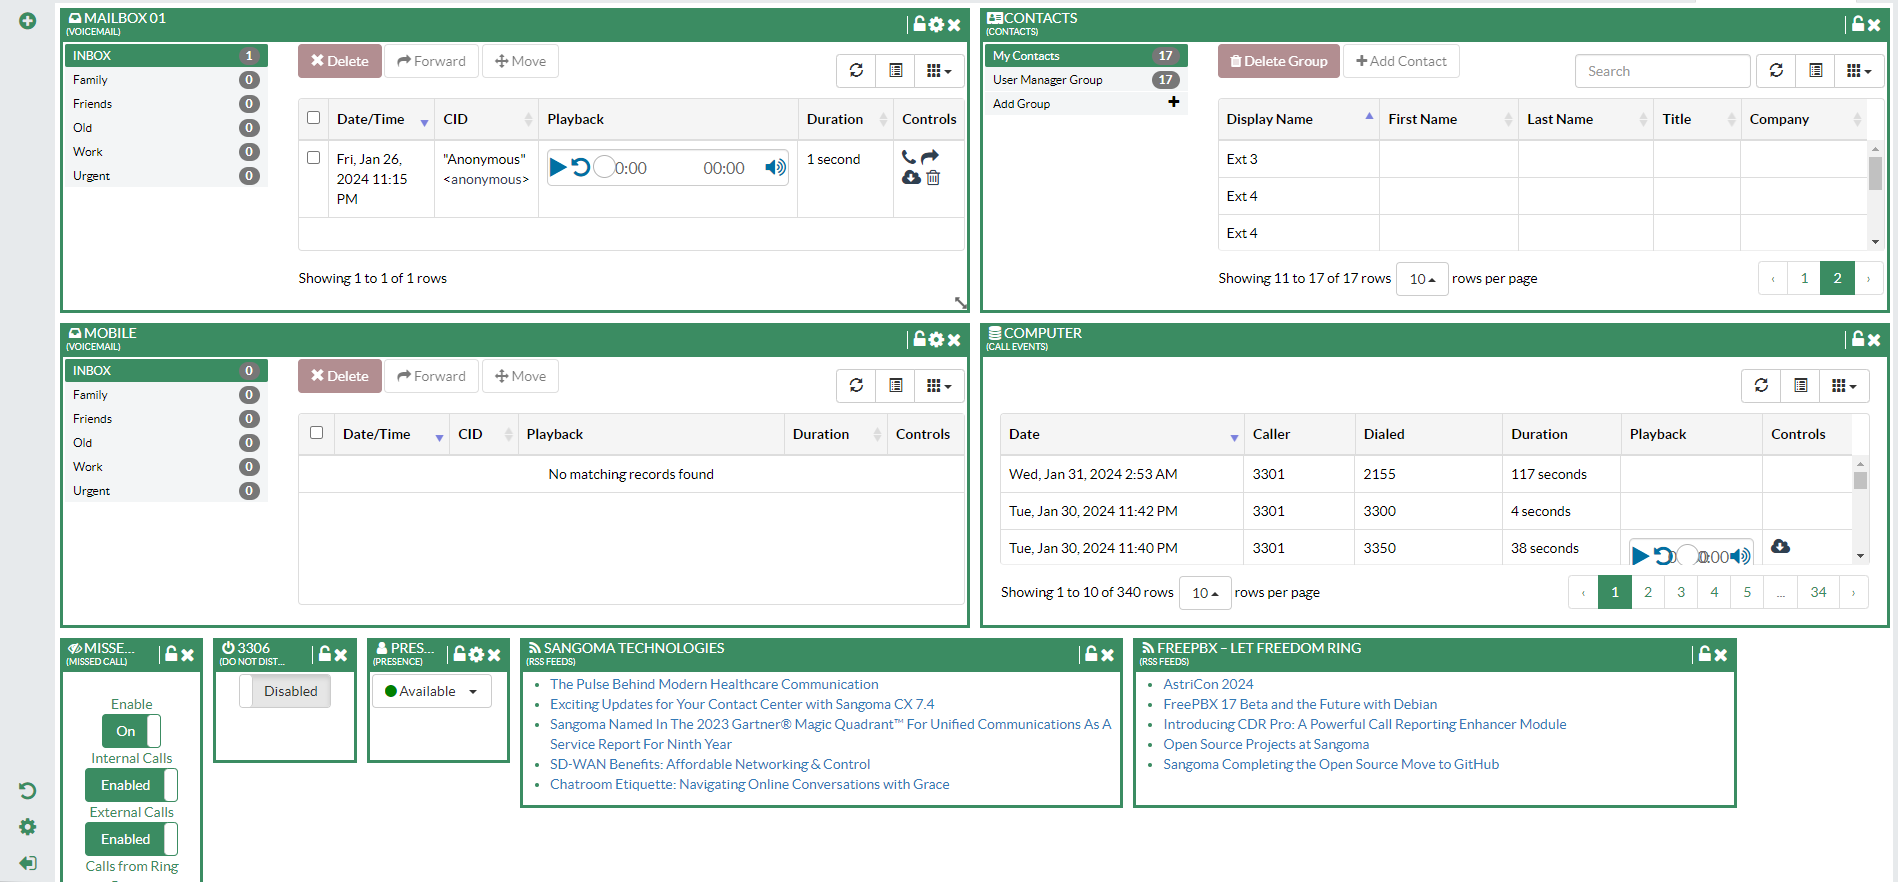 MAILBOX 01
(VOICEMAIL)
INBOX 1
Family 0
Friends 0
Old 0
Work 0
Urgent 0
Delete Forward Move
Date/Time CID Playback Duration Controls
Fri, Jan 26,
2024 11:15
PM
"Anonymous"
<anonymous>
0:00 00:00
1 second
Showing 1 to 1 of 1 rows
CONTACTS
(CONTACTS)
My Contacts 17
User Manager Group 17
Add Group
Delete Group Add Contact
Search
Display Name First Name Last Name Title Company
Ext 3
Ext 4
Ext 4
Showing 11 to 17 of 17 rows 10 rows per page
‹ 1 2 ›
MOBILE
(VOICEMAIL)
INBOX 0
Family 0
Friends 0
Old 0
Work 0
Urgent 0
Delete Forward Move
Date/Time CID Playback Duration Controls
No matching records found
COMPUTER
(CALL EVENTS)
Date Caller Dialed Duration Playback Controls
Wed, Jan 31, 2024 2:53 AM 3301 2155 117 seconds
Tue, Jan 30, 2024 11:42 PM 3301 3300 4 seconds
Tue, Jan 30, 2024 11:40 PM 3301 3350 38 seconds
Showing 1 to 10 of 340 rows 10 rows per page
‹ 1 2 3 4 5 ... 34 ›
MISSE...
(MISSED CALL)
Enable
On
Internal Calls
Enabled
External Calls
Enabled
Calls from Ring
3306
(DO NOT DIST...
Disabled
PRES...
(PRESENCE)
Available
SANGOMA TECHNOLOGIES
(RSS FEEDS)
• The Pulse Behind Modern Healthcare Communication
• Exciting Updates for Your Contact Center with Sangoma CX 7.4
• Sangoma Named In The 2023 Gartner® Magic Quadrant™ For Unified Communications As A
Service Report For Ninth Year
• SD-WAN Benefits: Affordable Networking & Control
• Chatroom Etiquette: Navigating Online Conversations with Grace
FREEPBX – LET FREEDOM RING
(RSS FEEDS)
• AstriCon 2024
• FreePBX 17 Beta and the Future with Debian
• Introducing CDR Pro: A Powerful Call Reporting Enhancer Module
• Open Source Projects at Sangoma
• Sangoma Completing the Open Source Move to GitHub